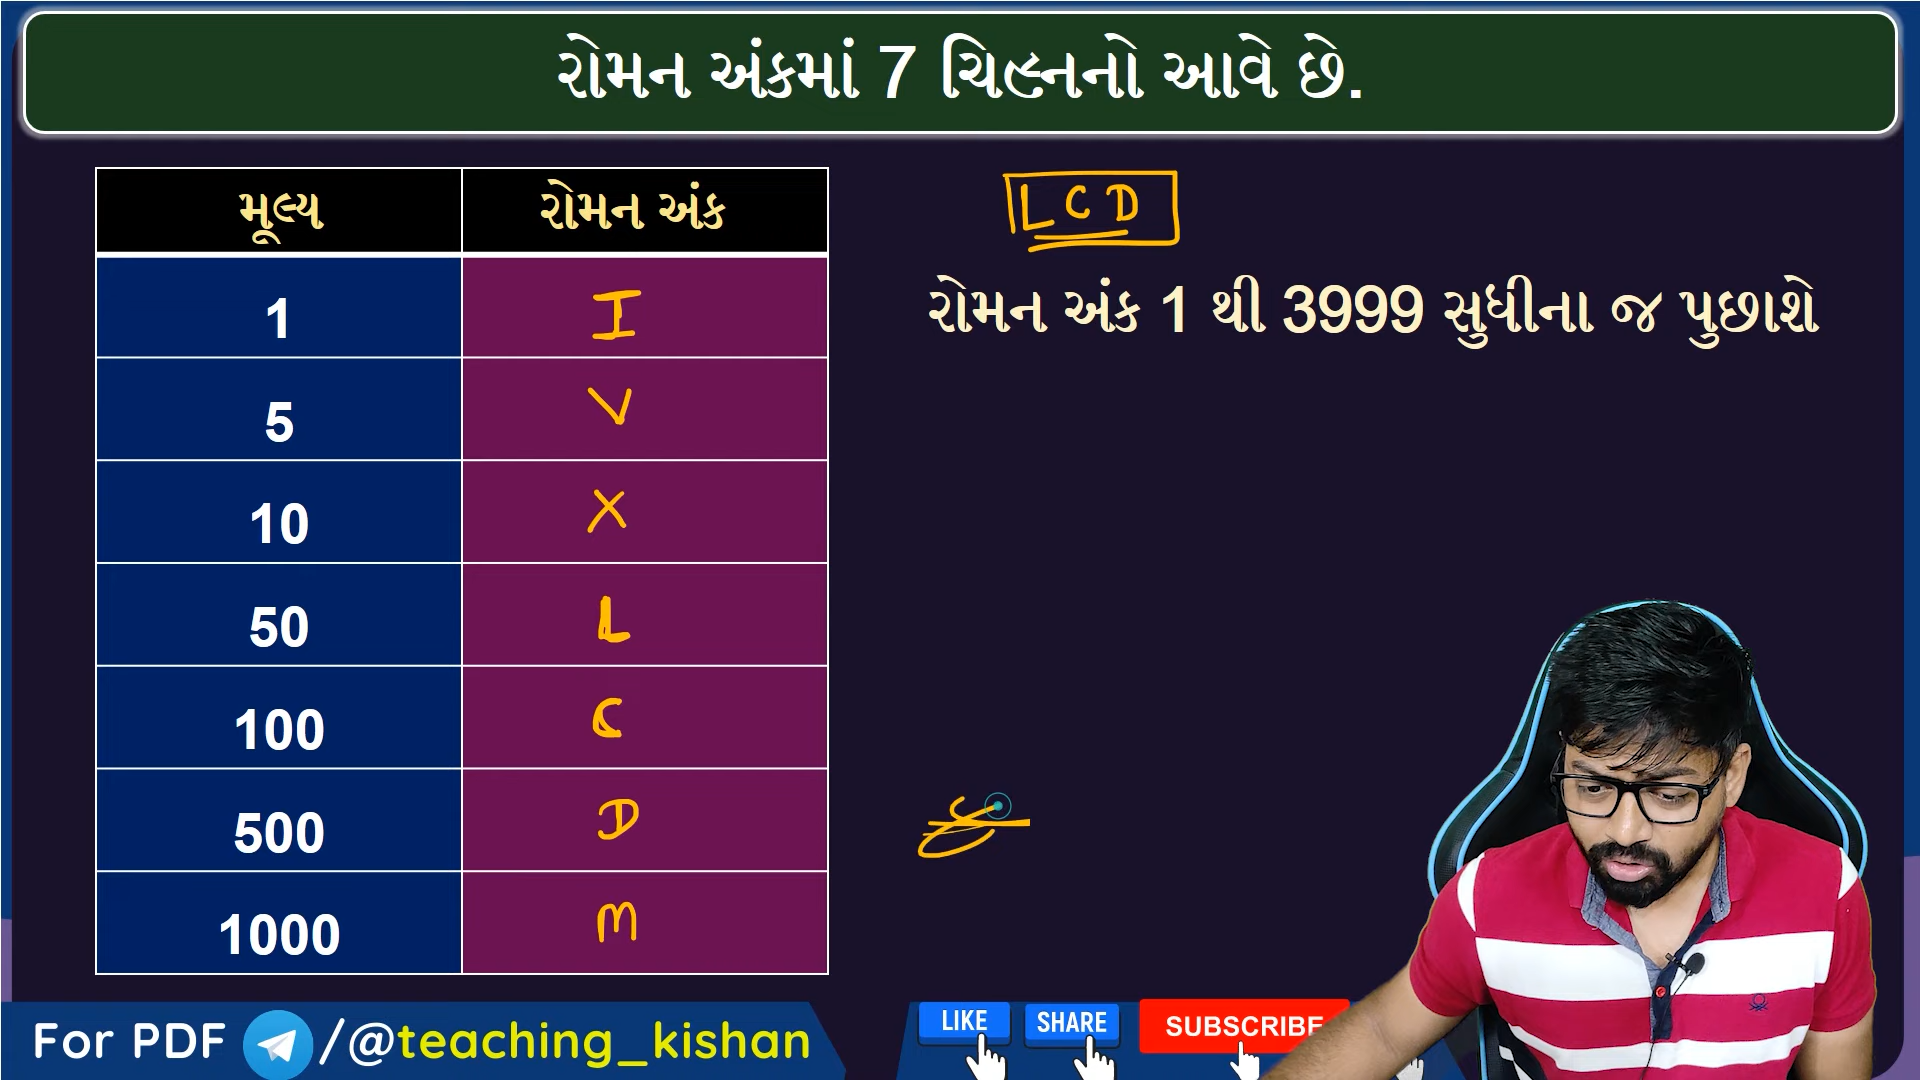 રોમન અંકમાં 7 ચિહ્નનો આવે છે.
મૂલ્ય રોમન અંક
1 I
5 V
10 X
50 L
100 C
500 D
1000 M
LCD
રોમન અંક 1 થી 3999 સુધીના જ પુછાશે
For PDF /@teaching_kishan
LIKE SHARE SUBSCRIBE